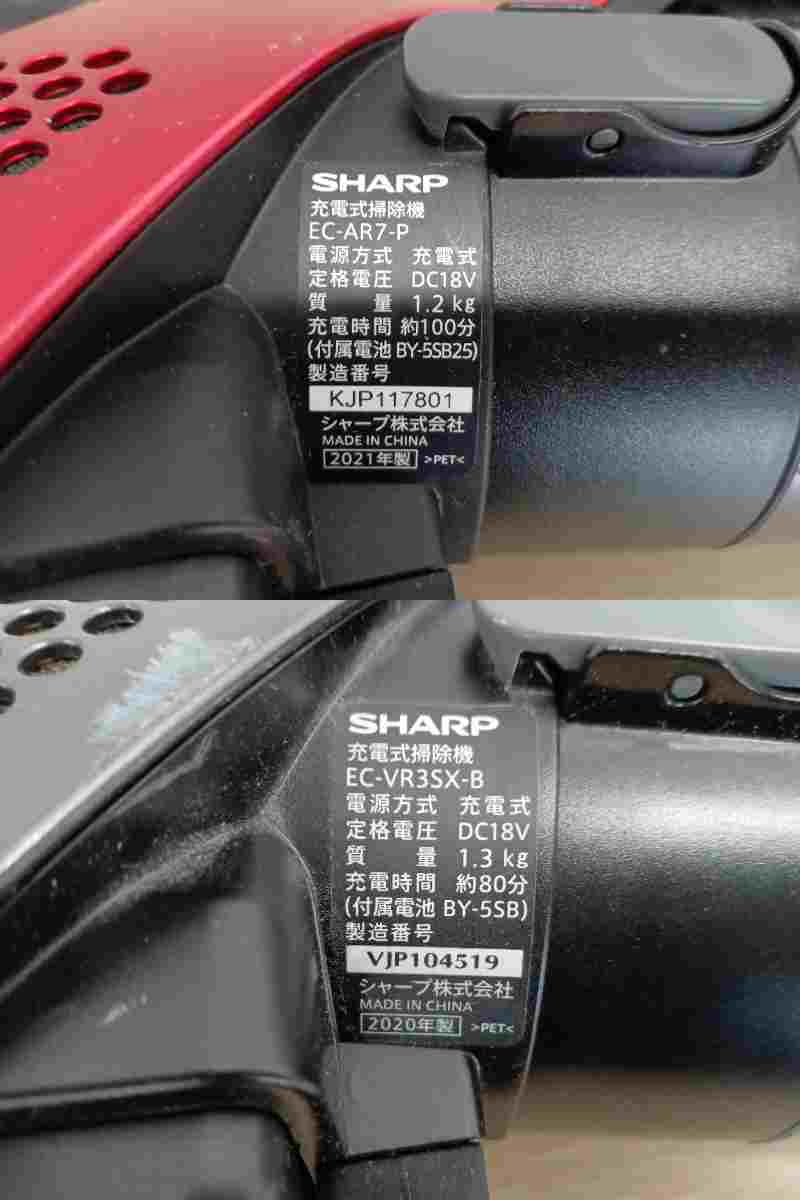 SHARP
充電式掃除機
EC-AR7-P
電源方式 充電式
定格電圧 DC18V
質 量 1.2 kg
充電時間 約100分
(付属電池 BY-5SB25)
製造番号
KJP117801
シャープ株式会社
MADE IN CHINA
2021年製 >PET<
SHARP
充電式掃除機
EC-VR3SX-B
電源方式 充電式
定格電圧 DC18V
質 量 1.3 kg
充電時間 約80分
(付属電池 BY-5SB)
製造番号
VJP104519
シャープ株式会社
MADE IN CHINA
2020年製 >PET<